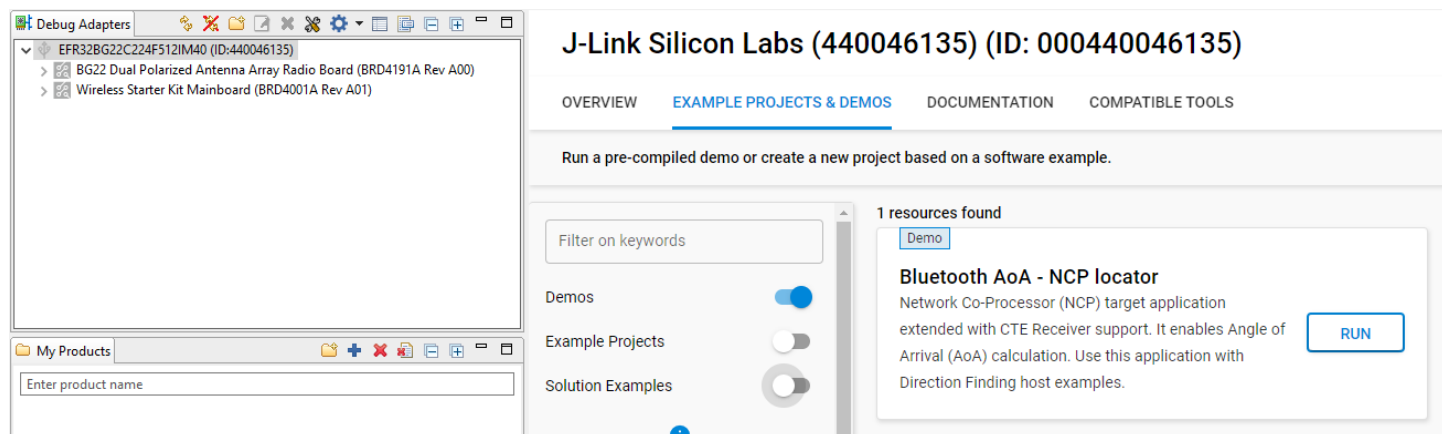 Debug Adapters
EFR32BG22C224F512IM40 (ID:440046135)
BG22 Dual Polarized Antenna Array Radio Board (BRD4191A Rev A00)
Wireless Starter Kit Mainboard (BRD4001A Rev A01)
My Products
Enter product name
J-Link Silicon Labs (440046135) (ID: 000440046135)
OVERVIEW EXAMPLE PROJECTS & DEMOS DOCUMENTATION COMPATIBLE TOOLS
Run a pre-compiled demo or create a new project based on a software example.
Filter on keywords
Demos
Example Projects
Solution Examples
1 resources found
Demo
Bluetooth AoA - NCP locator
Network Co-Processor (NCP) target application
extended with CTE Receiver support. It enables Angle of
Arrival (AoA) calculation. Use this application with
Direction Finding host examples.
RUN